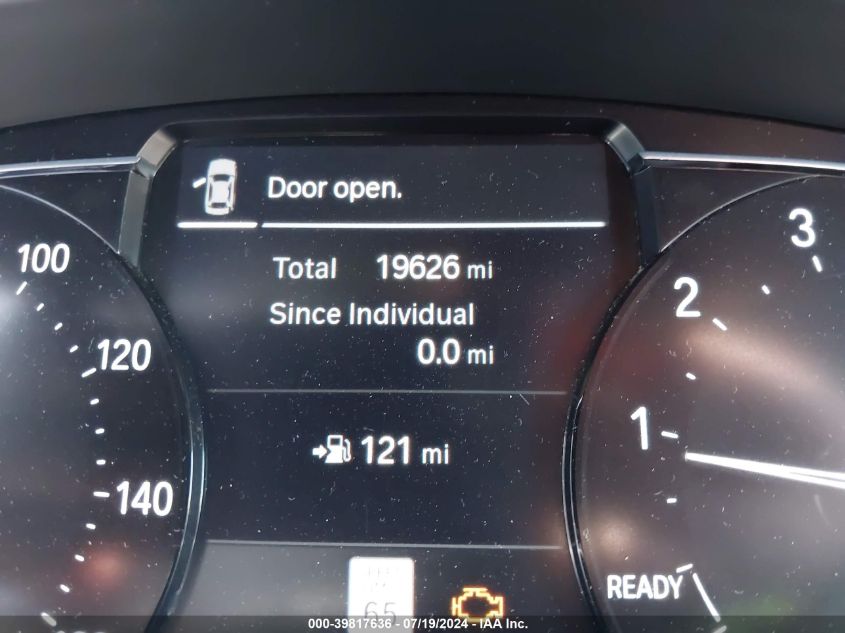 Door open.
Total 19626 mi
Since Individual
0.0 mi
121 mi
100
120
140
3
2
1
READY
65
000-39817636 - 07/19/2024 - IAA Inc.